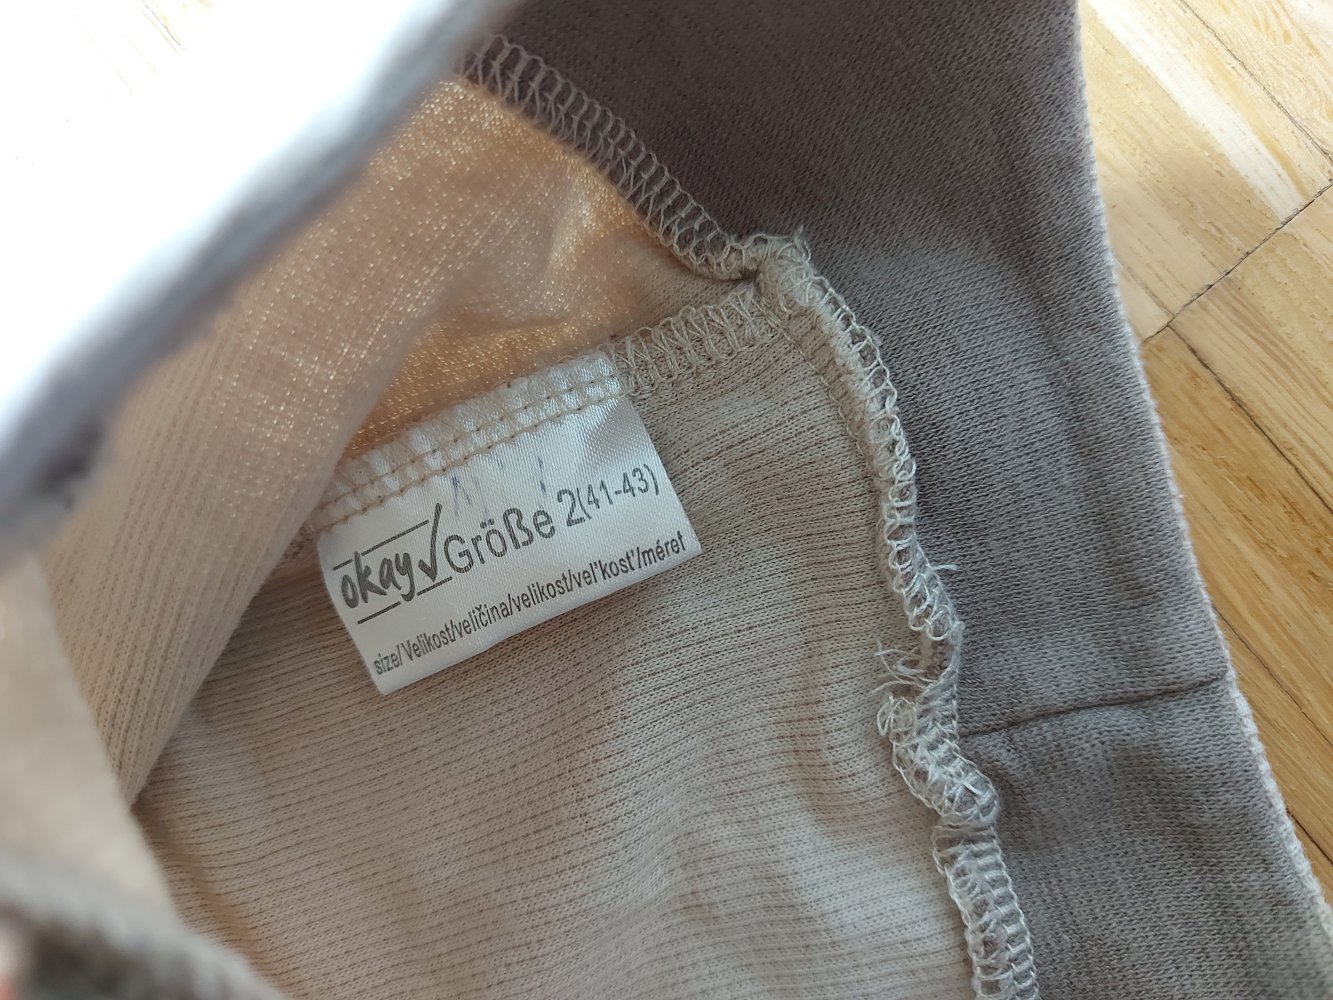 okay Größe 2(41-43)
size/Velikost/veličina/velikost/veľkosť/méret